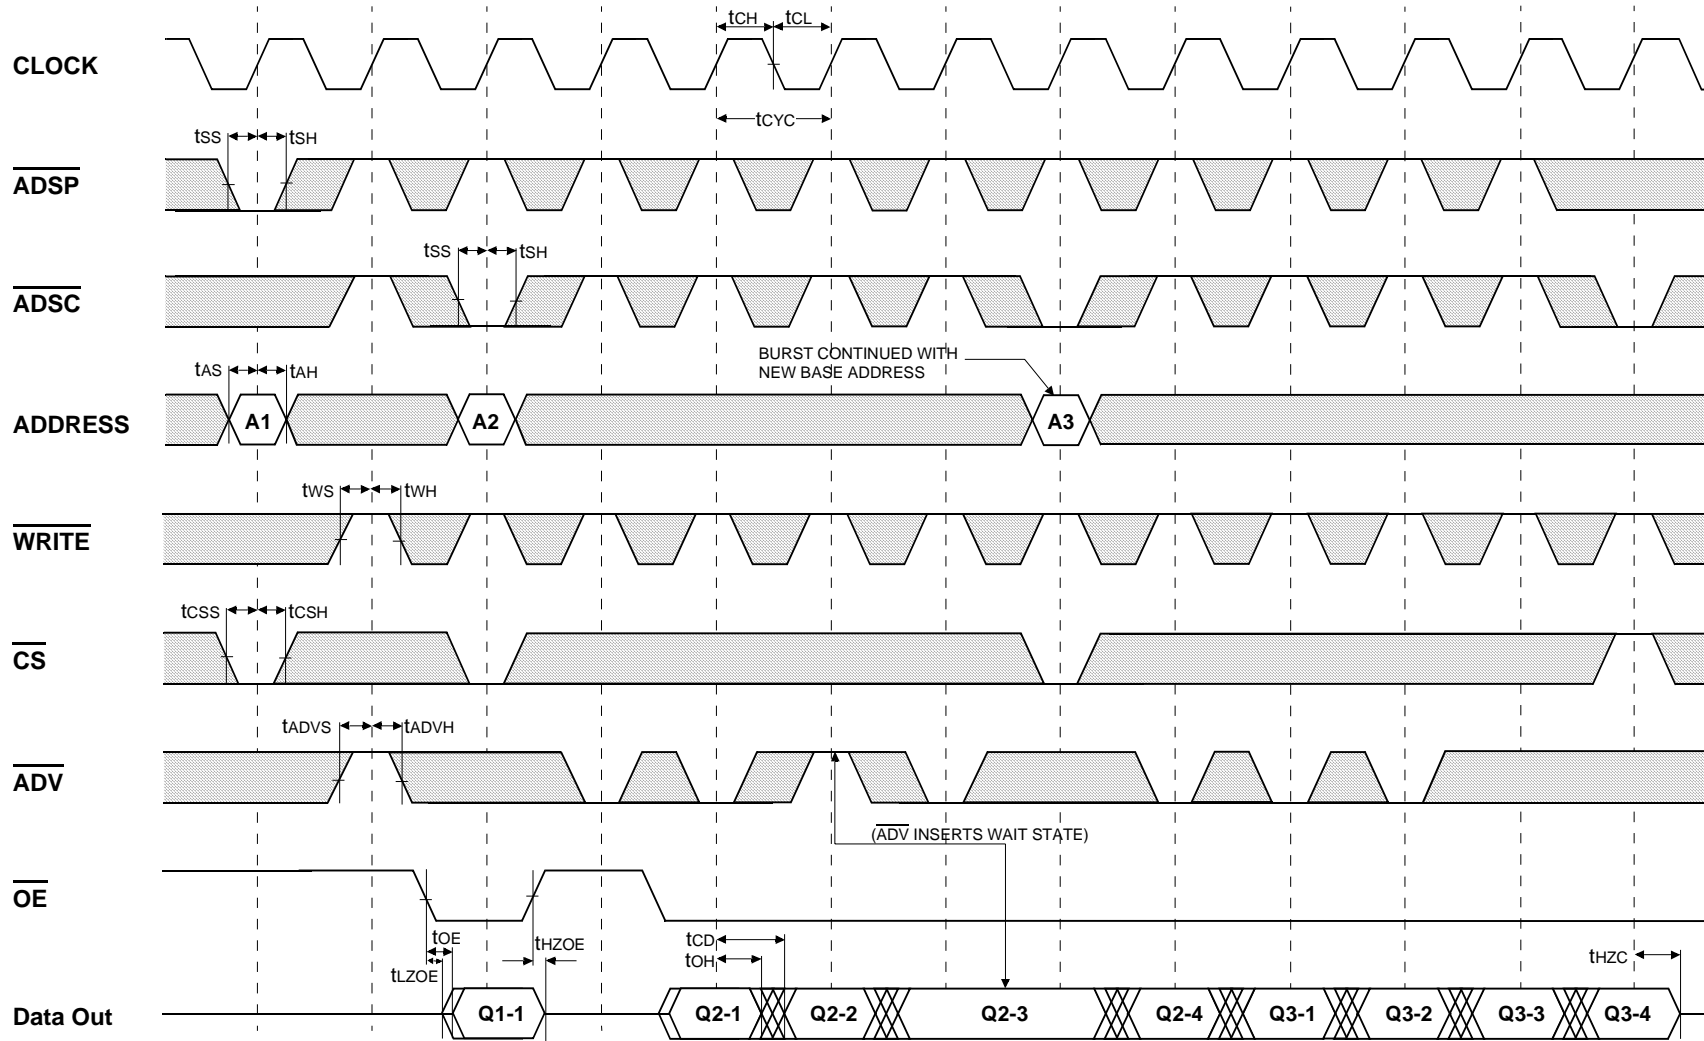 tCH tCL
CLOCK
tCYC
tSS tSH
ADSP
tSS tSH
ADSC
BURST CONTINUED WITH
NEW BASE ADDRESS
tAS tAH
ADDRESS A1 A2 A3
tWS tWH
WRITE
tCSS tCSH
CS
tADVS tADVH
ADV
(ADV INSERTS WAIT STATE)
OE
tOE tHZOE tCD
tLZOE tOH tHZC
Data Out Q1-1 Q2-1 Q2-2 Q2-3 Q2-4 Q3-1 Q3-2 Q3-3 Q3-4